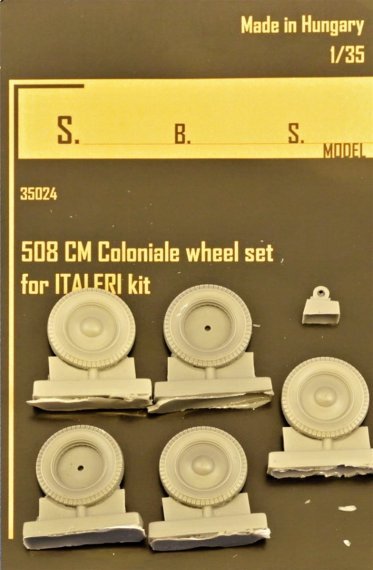 Made in Hungary
1/35
S. B. S.
MODEL
35024
508 CM Coloniale wheel set
for ITALERI kit